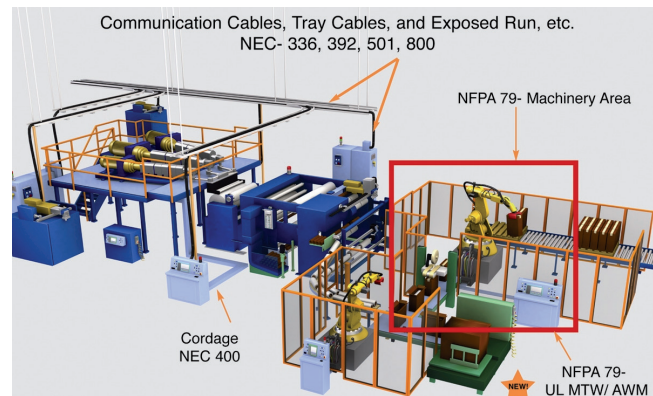 Communication Cables, Tray Cables, and Exposed Run, etc.
NEC- 336, 392, 501, 800
NFPA 79- Machinery Area
Cordage
NEC 400
NEW!
NFPA 79-
UL MTW/ AWM